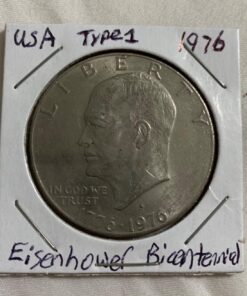 USA Type 1 1976
LIBERTY
IN GOD WE
TRUST
1776-1976
Eisenhower Bicentennial